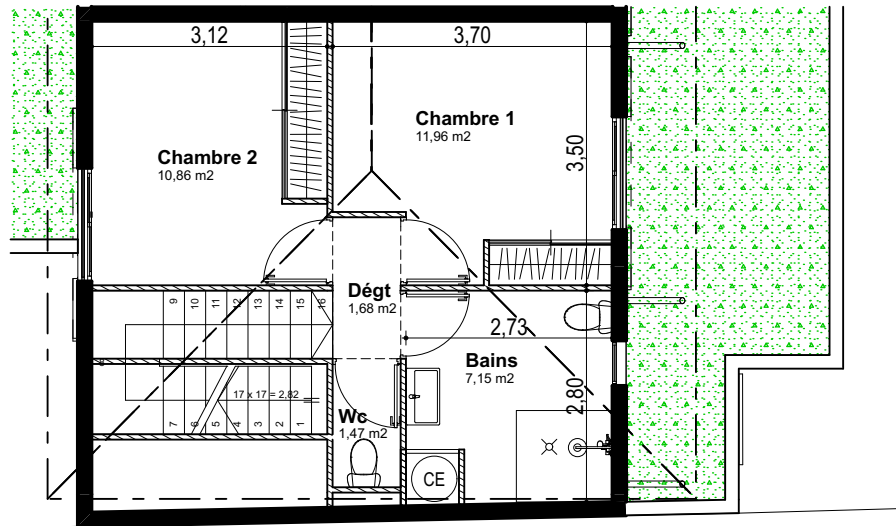 3,12
3,70
Chambre 1
11,96 m2
3,50
Chambre 2
10,86 m2
Dégt
1,68 m2
9 10 11 12 13 14 15 16
2,73
Bains
7,15 m2
2,80
17 x 17 = 2,82
7 6 5 4 3 2 1
Wc
1,47 m2
CE